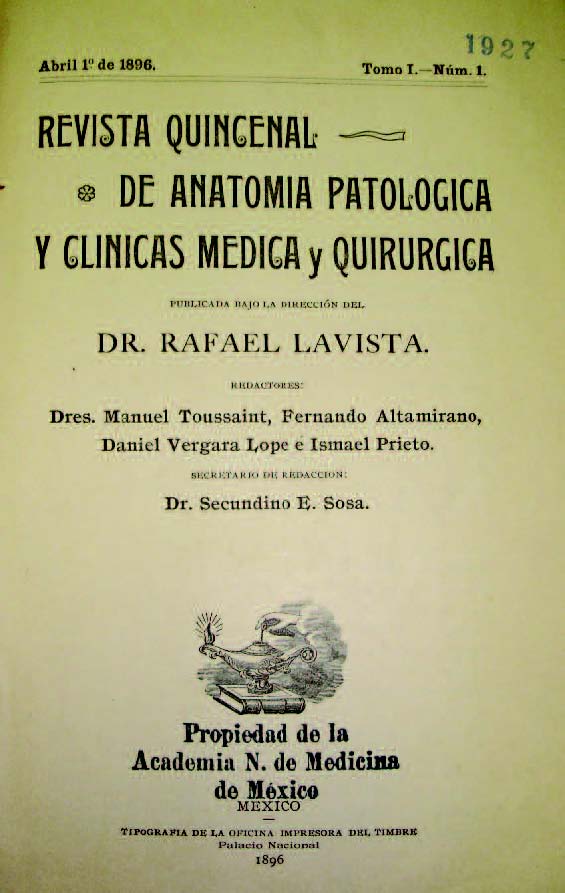 1927
Abril 1º de 1896.
Tomo I.—Núm. 1.
REVISTA QUINCENAL
DE ANATOMIA PATOLOGICA
Y CLINICAS MEDICA y QUIRURGICA
PUBLICADA BAJO LA DIRECCIÓN DEL
DR. RAFAEL LAVISTA.
REDACTORES:
Dres. Manuel Toussaint, Fernando Altamirano,
Daniel Vergara Lope e Ismael Prieto.
SECRETARIO DE REDACCION:
Dr. Secundino E. Sosa.
Propiedad de la
Academia N. de Medicina
de México
MEXICO
TIPOGRAFIA DE LA OFICINA IMPRESORA DEL TIMBRE
Palacio Nacional
1896